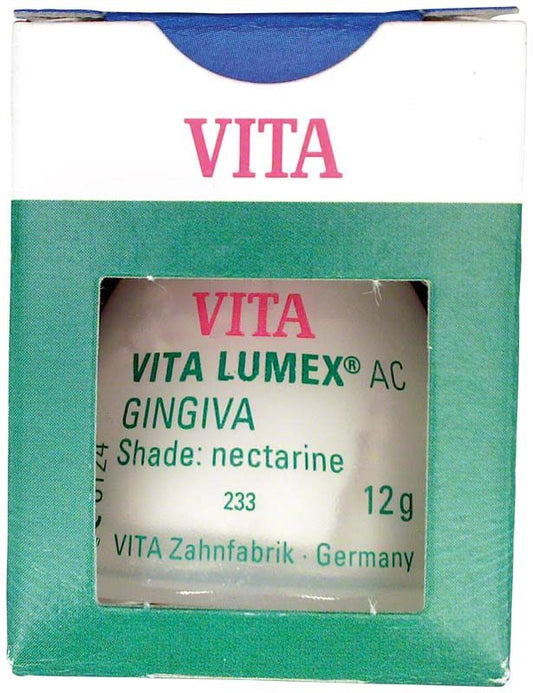 VITA
VITA
VITA LUMEX® AC
GINGIVA
Shade: nectarine
233
12g
VITA Zahnfabrik · Germany